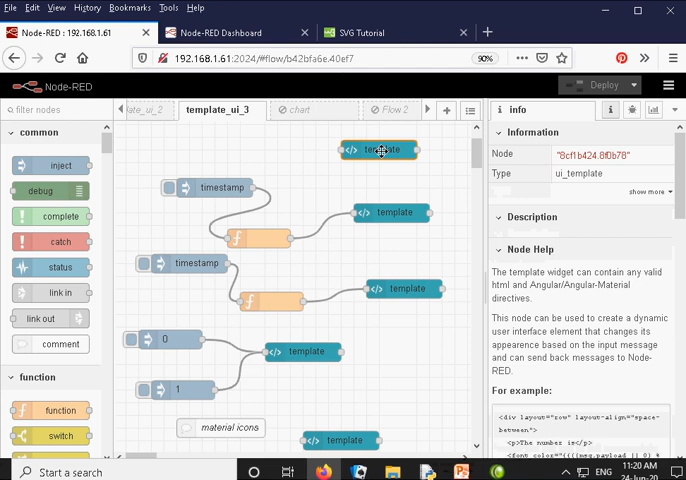 File Edit View History Bookmarks Tools Help
Node-RED : 192.168.1.61
Node-RED Dashboard
SVG Tutorial
192.168.1.61:2024/#flow/b42bfa6e.40ef7
90%
Node-RED
Deploy
filter nodes
ate_ui_2
template_ui_3
chart
Flow 2
info
i
common
inject
debug
complete
catch
status
link in
link out
comment
function
function
switch
template
timestamp
template
f
timestamp
template
f
0
template
1
material icons
template
Information
Node "8cf1b424.8f0b78"
Type ui_template
show more
Description
Node Help
The template widget can contain any valid
html and Angular/Angular-Material
directives.
This node can be used to create a dynamic
user interface element that changes its
appearance based on the input message
and can send back messages to Node-
RED.
For example:
<div layout="row" layout-align="space-
between">
<p>The number is</p>
<font color="{{((msg.payload || 0) %
Start a search
ENG
11:20 AM
24-Jun-20